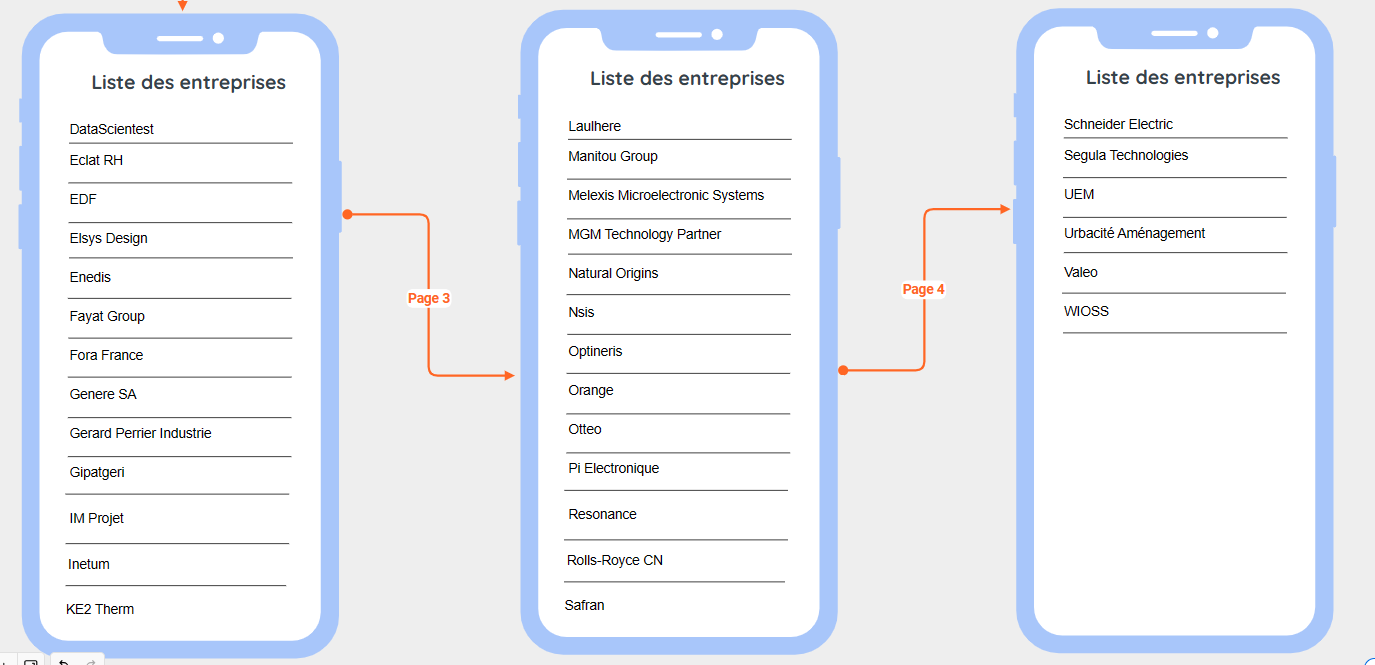 Liste des entreprises
DataScientest
Eclat RH
EDF
Elsys Design
Enedis
Fayat Group
Fora France
Genere SA
Gerard Perrier Industrie
Gipatgeri
IM Projet
Inetum
KE2 Therm
Page 3
Liste des entreprises
Laulhere
Manitou Group
Melexis Microelectronic Systems
MGM Technology Partner
Natural Origins
Nsis
Optineris
Orange
Otteo
Pi Electronique
Resonance
Rolls-Royce CN
Safran
Page 4
Liste des entreprises
Schneider Electric
Segula Technologies
UEM
Urbacité Aménagement
Valeo
WIOSS